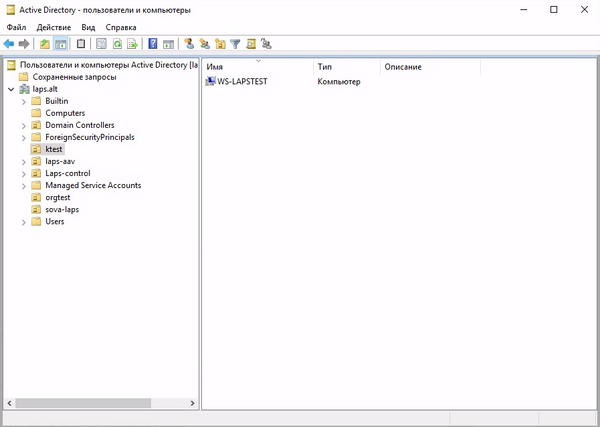 Active Directory - пользователи и компьютеры
Файл Действие Вид Справка
Пользователи и компьютеры Active Directory [la
Сохраненные запросы
laps.alt
Builtin
Computers
Domain Controllers
ForeignSecurityPrincipals
ktest
laps-aav
Laps-control
Managed Service Accounts
orgtest
sova-laps
Users
Имя Тип Описание
WS-LAPSTEST Компьютер